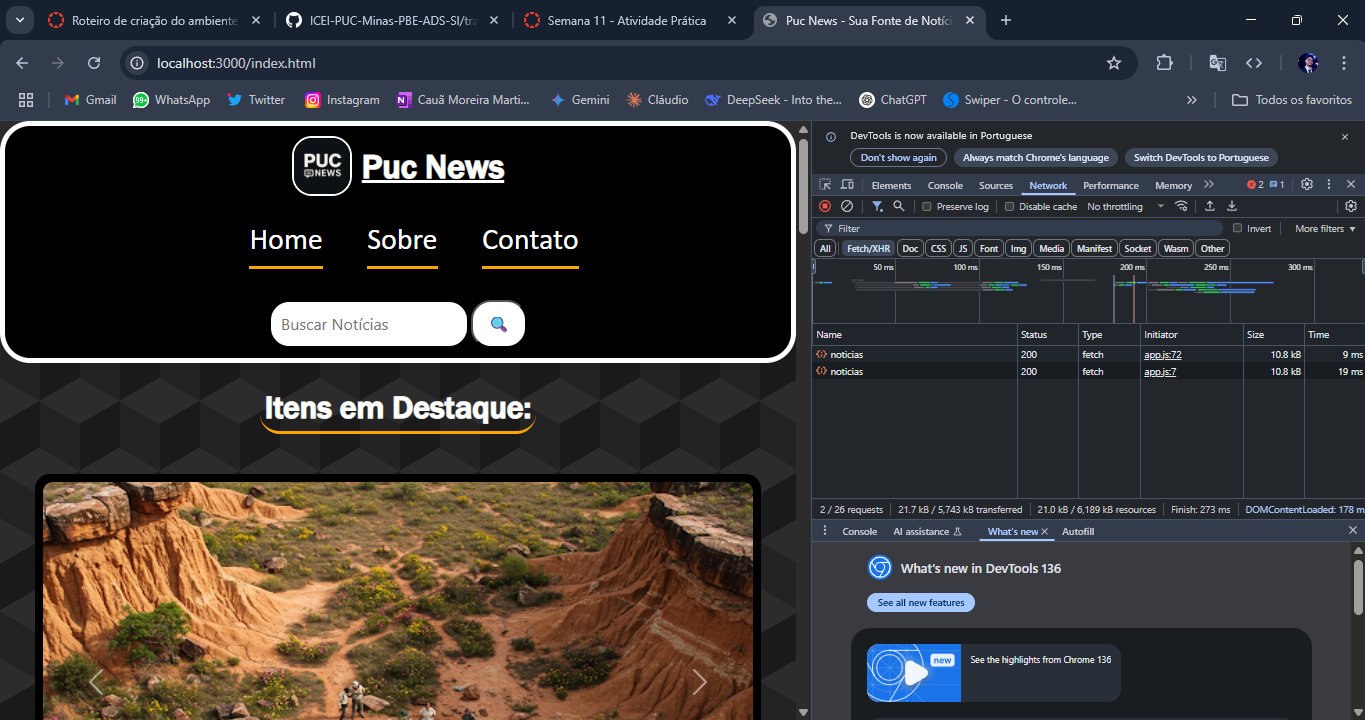 Roteiro de criação do ambiente
ICEI-PUC-Minas-PBE-ADS-SI/tra
Semana 11 - Atividade Prática
Puc News - Sua Fonte de Notíci
localhost:3000/index.html
Gmail
99+
WhatsApp
Twitter
Instagram
Cauã Moreira Marti...
Gemini
Cláudio
DeepSeek - Into the...
ChatGPT
Swiper - O controle...
Todos os favoritos
PUC
NEWS
Puc News
Home Sobre Contato
Buscar Notícias
Itens em Destaque:
DevTools is now available in Portuguese
Don't show again Always match Chrome's language Switch DevTools to Portuguese
Elements Console Sources Network Performance Memory 2 1
Preserve log Disable cache No throttling
Filter Invert More filters
All Fetch/XHR Doc CSS JS Font Img Media Manifest Socket Wasm Other
50 ms 100 ms 150 ms 200 ms 250 ms 300 ms
Name Status Type Initiator Size Time
noticias 200 fetch app.js:72 10.8 kB 9 ms
noticias 200 fetch app.js:7 10.8 kB 19 ms
2 / 26 requests 21.7 kB / 5,743 kB transferred 21.0 kB / 6,189 kB resources Finish: 273 ms DOMContentLoaded: 178 m
Console AI assistance What's new Autofill
What's new in DevTools 136
See all new features
new
See the highlights from Chrome 136